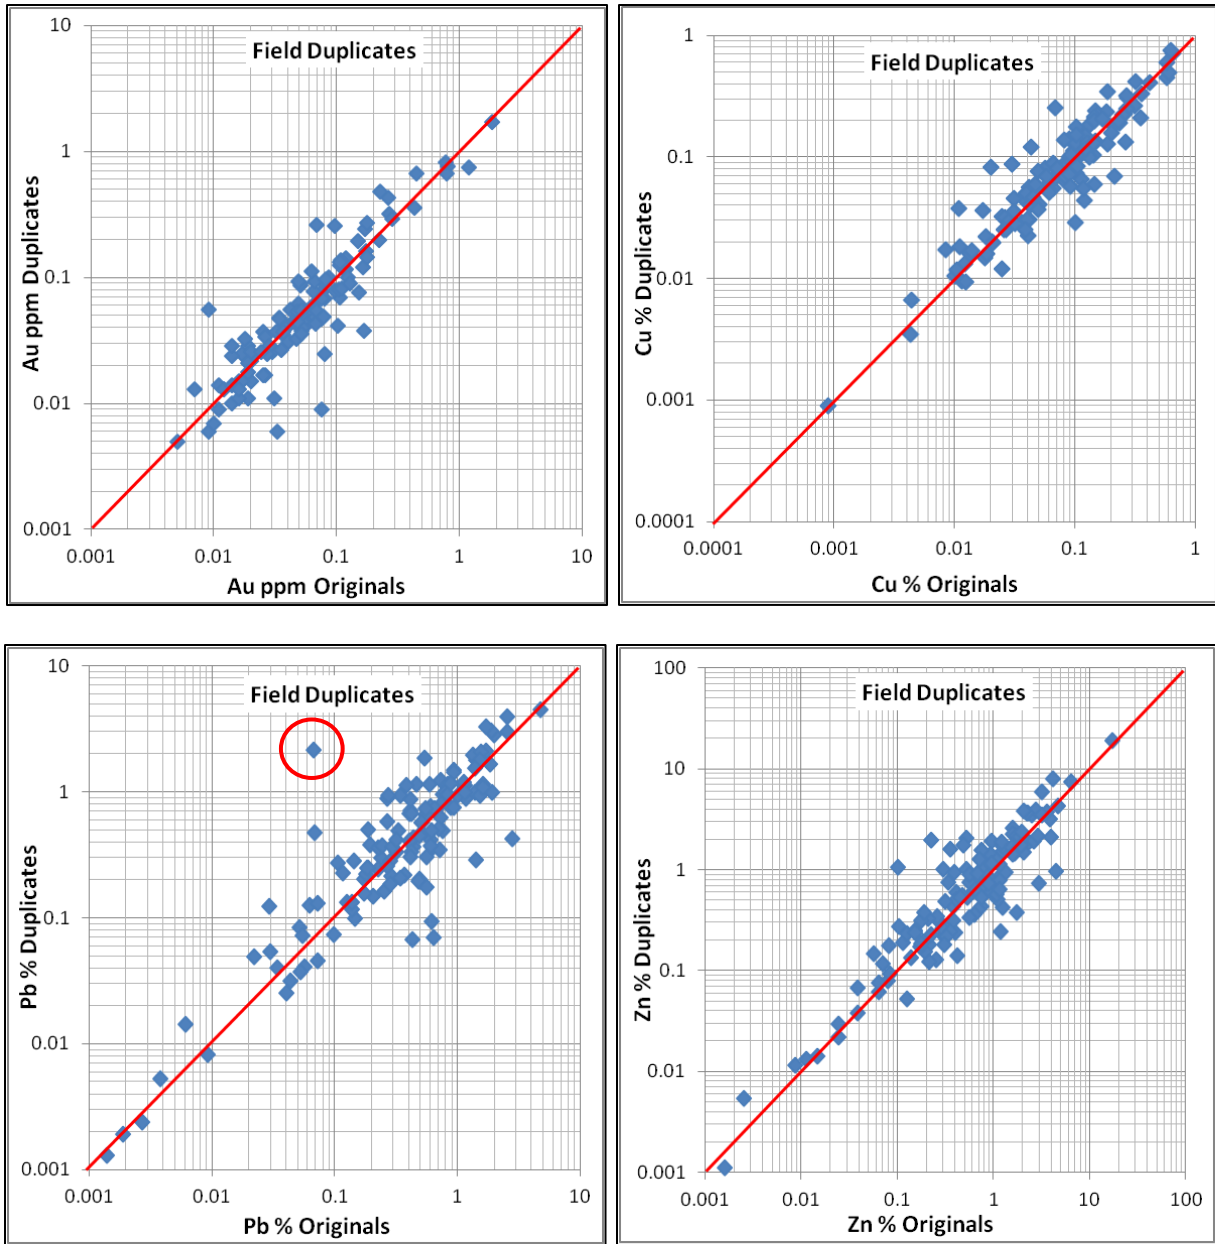 Field Duplicates
10
1
0.1
0.01
0.001
Au ppm Duplicates
0.001 0.01 0.1 1 10
Au ppm Originals
Field Duplicates
1
0.1
0.01
0.001
0.0001
Cu % Duplicates
0.0001 0.001 0.01 0.1 1
Cu % Originals
Field Duplicates
10
1
0.1
0.01
0.001
Pb % Duplicates
0.001 0.01 0.1 1 10
Pb % Originals
Field Duplicates
100
10
1
0.1
0.01
0.001
Zn % Duplicates
0.001 0.01 0.1 1 10 100
Zn % Originals